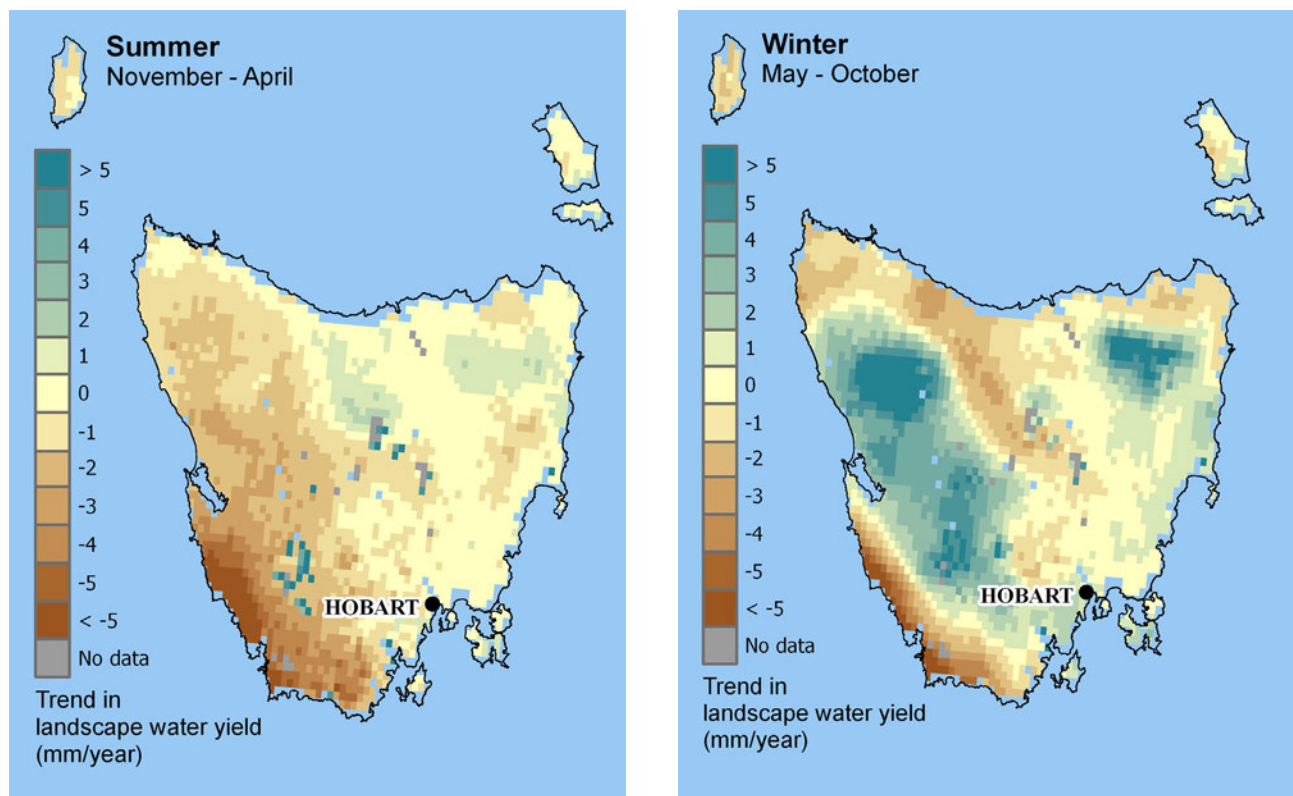 Summer
November - April
> 5
5
4
3
2
1
0
-1
-2
-3
-4
-5
< -5
No data
Trend in
landscape water yield
(mm/year)
HOBART
Winter
May - October
> 5
5
4
3
2
1
0
-1
-2
-3
-4
-5
< -5
No data
Trend in
landscape water yield
(mm/year)
HOBART